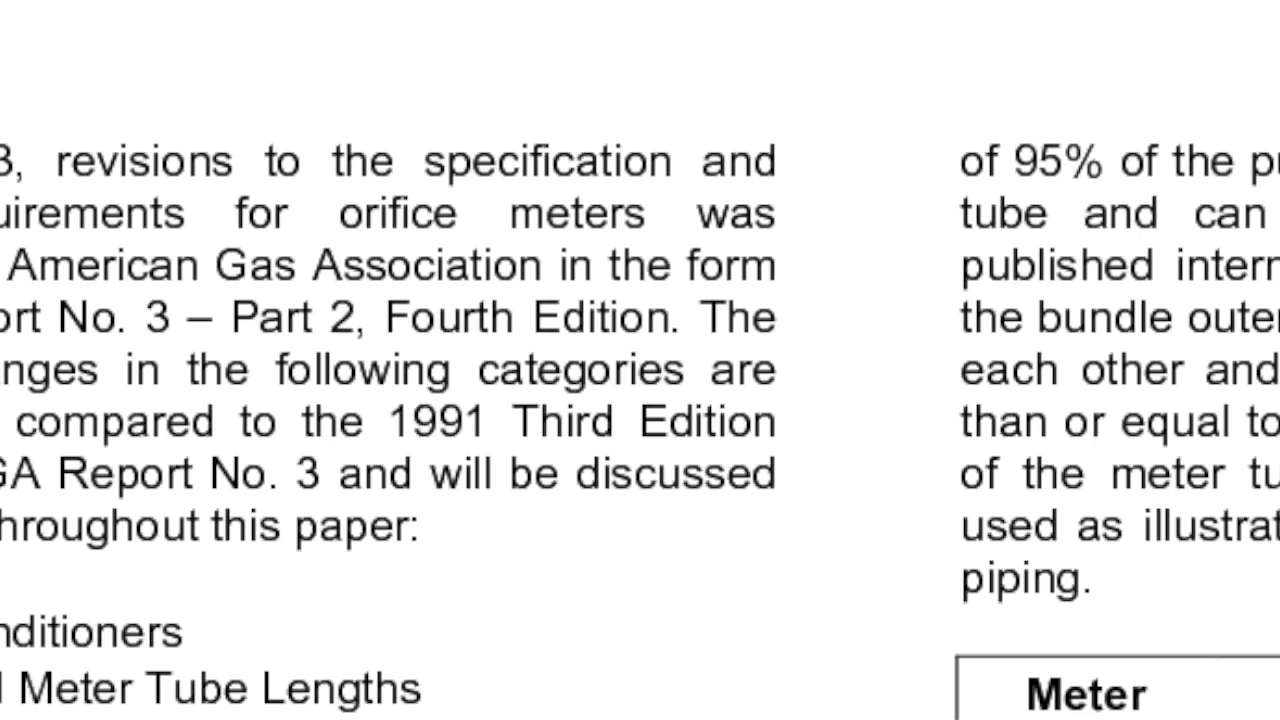 3, revisions to the specification and
uirements for orifice meters was
American Gas Association in the form
ort No. 3 – Part 2, Fourth Edition. The
nges in the following categories are
compared to the 1991 Third Edition
GA Report No. 3 and will be discussed
hroughout this paper:
nditioners
Meter Tube Lengths
of 95% of the pu
tube and can
published intern
the bundle outer
each other and
than or equal to
of the meter tu
used as illustrat
piping.
Meter